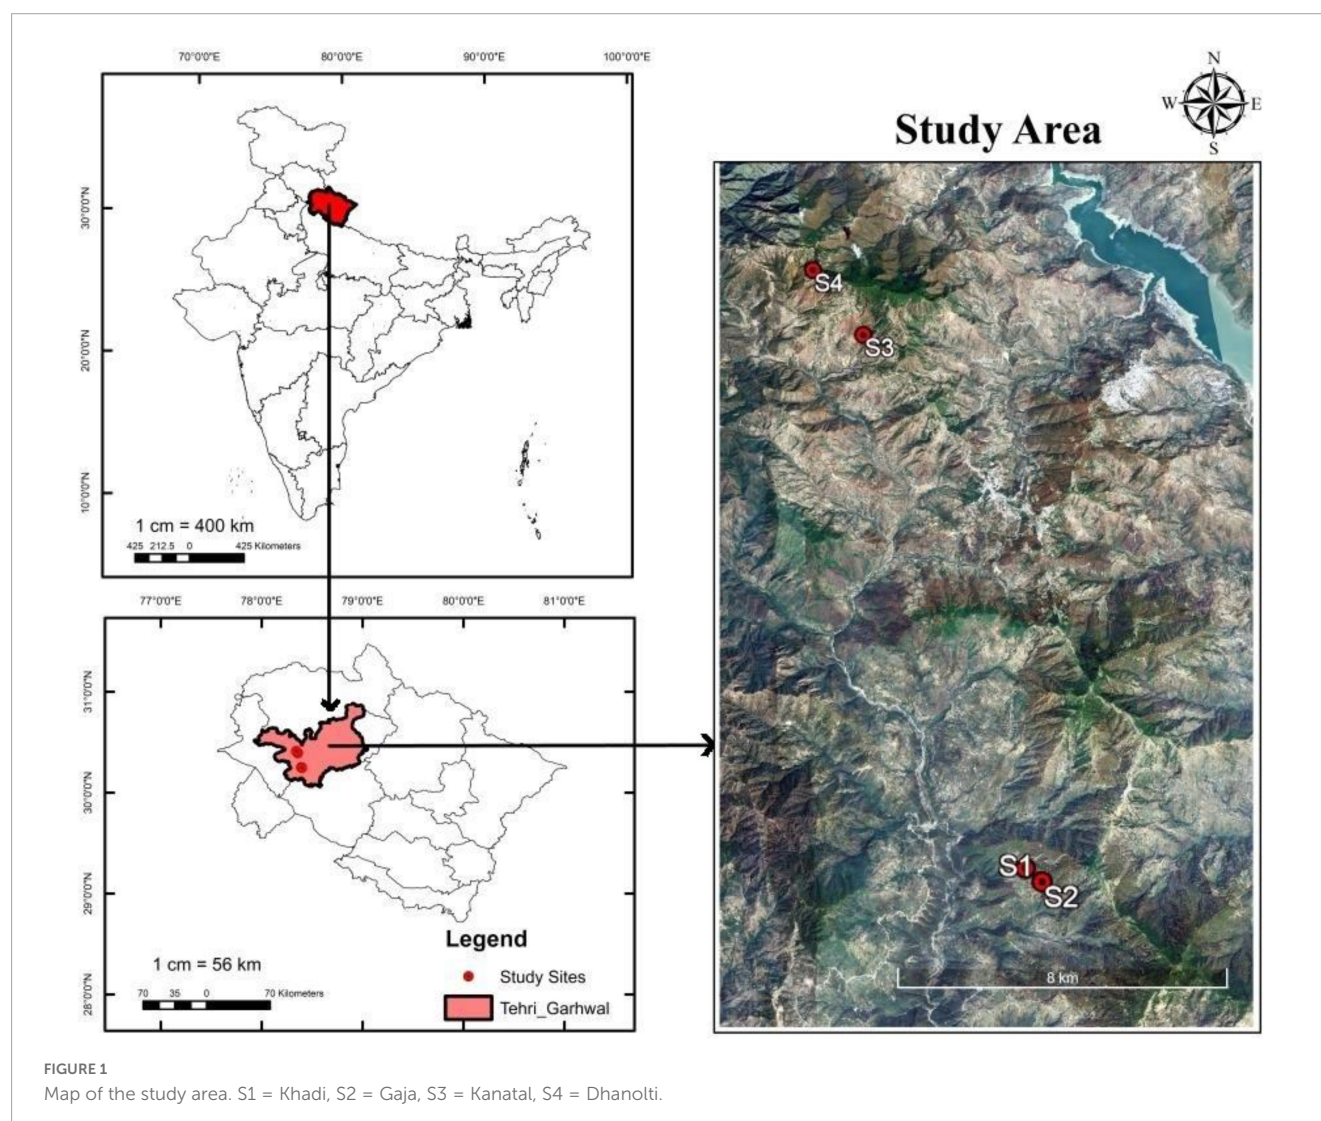 70°0'0"E 80°0'0"E 90°0'0"E 100°0'0"E
30°0'0"N
20°0'0"N
10°0'0"N
1 cm = 400 km
425 212.5 0 425 Kilometers
77°0'0"E 78°0'0"E 79°0'0"E 80°0'0"E 81°0'0"E
31°0'0"N
30°0'0"N
29°0'0"N
28°0'0"N
1 cm = 56 km
70 35 0 70 Kilometers
Legend
Study Sites
Tehri_Garhwal
Study Area
N
W E
S
S4
S3
S1
S2
8 km
FIGURE 1
Map of the study area. S1 = Khadi, S2 = Gaja, S3 = Kanatal, S4 = Dhanolti.